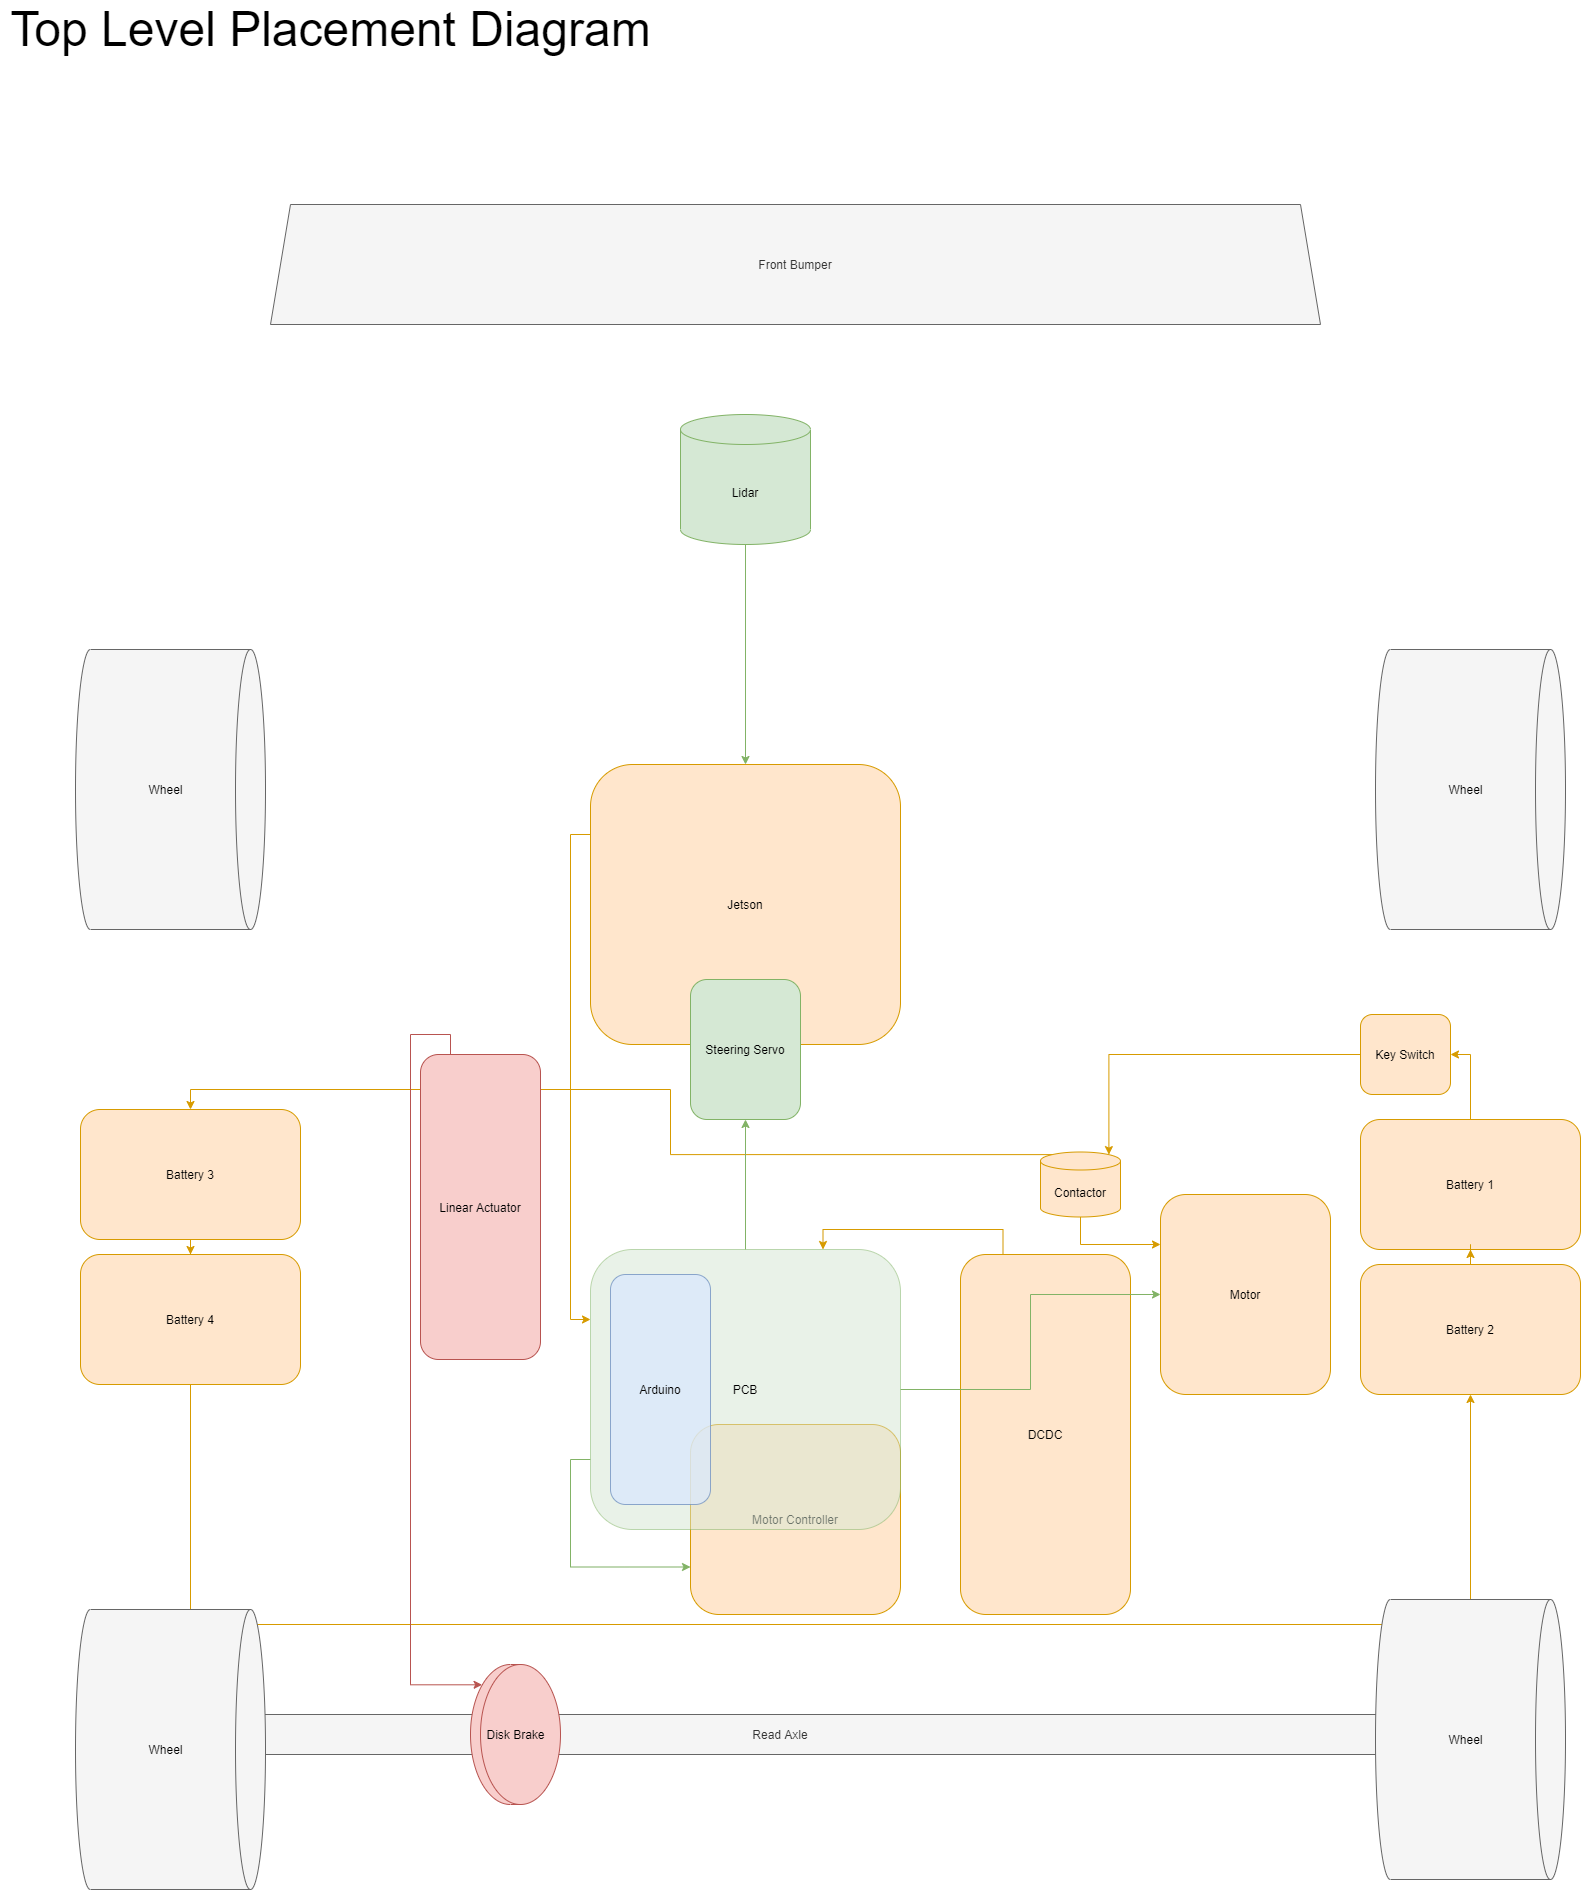 Top Level Placement Diagram
Front Bumper
Lidar
Wheel
Wheel
Jetson
Steering Servo
Key Switch
Battery 3
Battery 1
Contactor
Linear Actuator
Motor
Battery 4
Battery 2
Arduino
PCB
DCDC
Motor Controller
Disk Brake
Read Axle
Wheel
Wheel